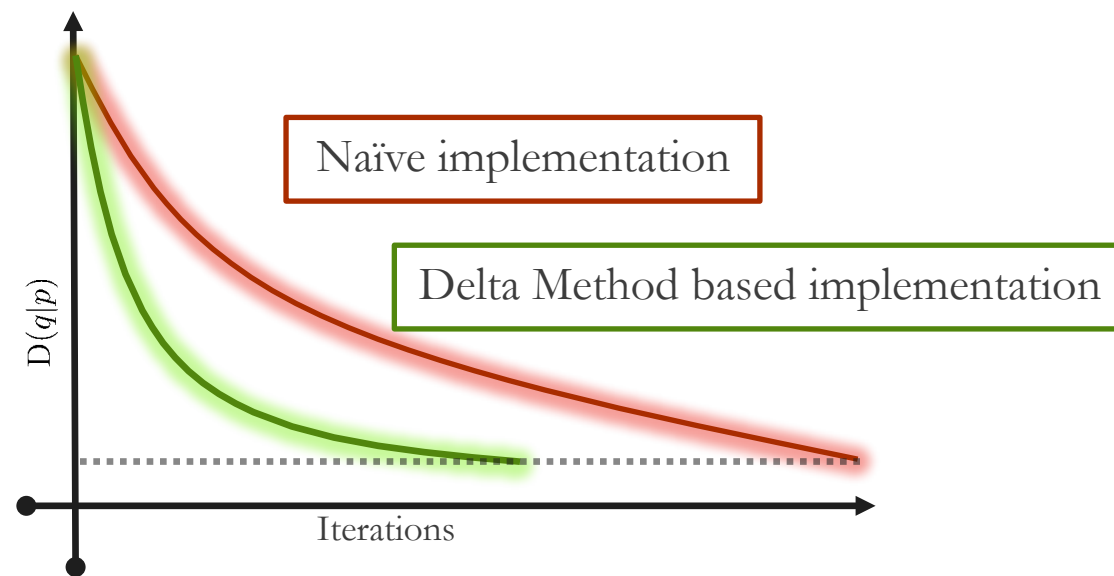 Naïve implementation
Delta Method based implementation
D(q|p)
Iterations